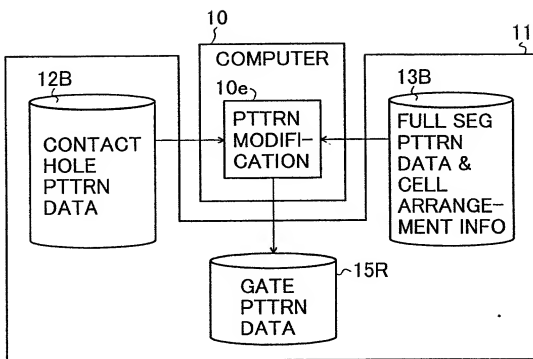 10
11
COMPUTER
12B
10e
13B
CONTACT
HOLE
PTTRN
DATA
PTTRN
MODIFI-
CATION
FULL SEG
PTTRN
DATA &
CELL
ARRANGE-
MENT INFO
15R
GATE
PTTRN
DATA